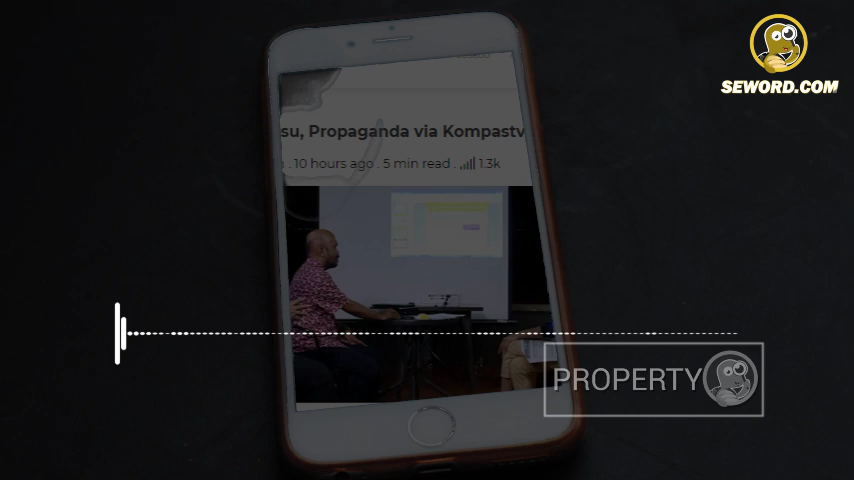 SEWORD.COM
su, Propaganda via Kompastv
. 10 hours ago . 5 min read . 1.3k
PROPERTY